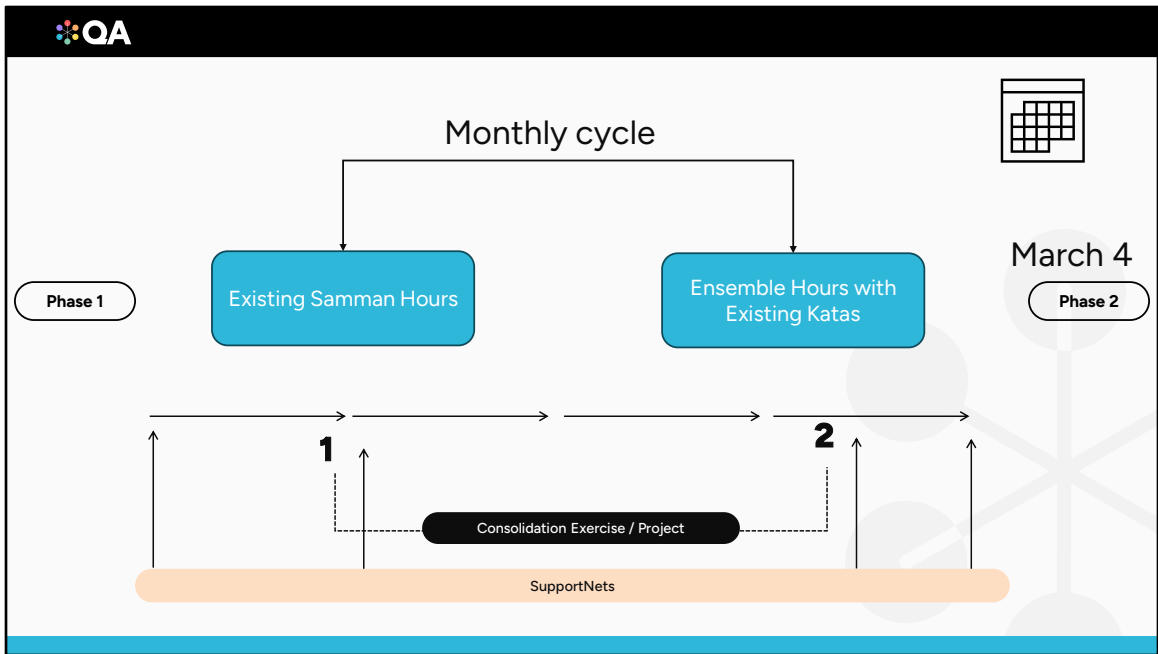 QA
Monthly cycle
March 4
Phase 1
Existing Samman Hours
Ensemble Hours with
Existing Katas
Phase 2
1
2
Consolidation Exercise / Project
SupportNets